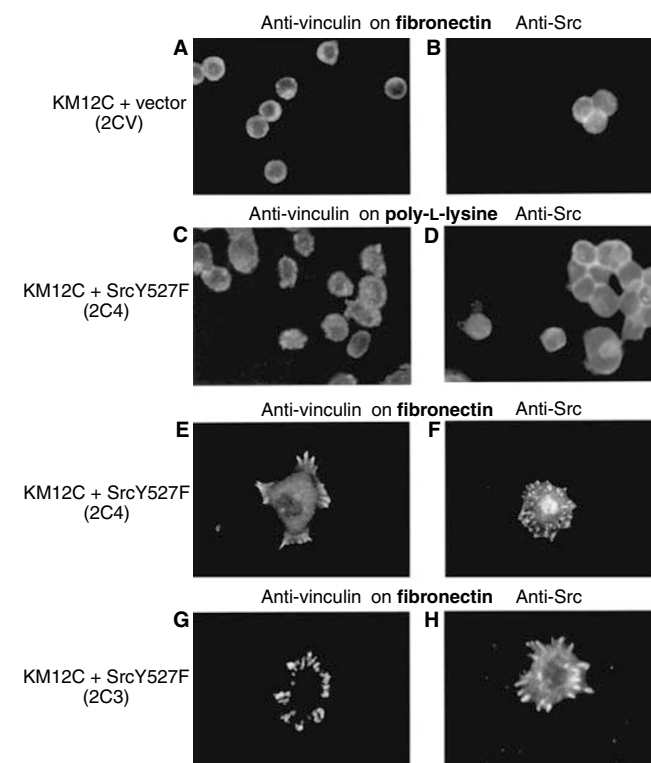 Anti-vinculin on fibronectin Anti-Src
A B
KM12C + vector
(2CV)
Anti-vinculin on poly-L-lysine Anti-Src
C D
KM12C + SrcY527F
(2C4)
Anti-vinculin on fibronectin Anti-Src
E F
KM12C + SrcY527F
(2C4)
Anti-vinculin on fibronectin Anti-Src
G H
KM12C + SrcY527F
(2C3)